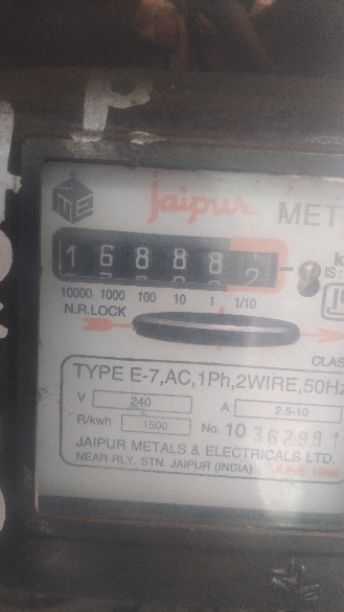 Jaipur MET
1 6 8 8 8 2
10000 1000 100 10 1 1/10
N.R.LOCK
IS:
CLAS
TYPE E-7,AC,1Ph,2WIRE,50Hz
V 240 A 2.5-10
R/kwh 1500 No. 10362991
JAIPUR METALS & ELECTRICALS LTD.
NEAR RLY. STN. JAIPUR (INDIA)